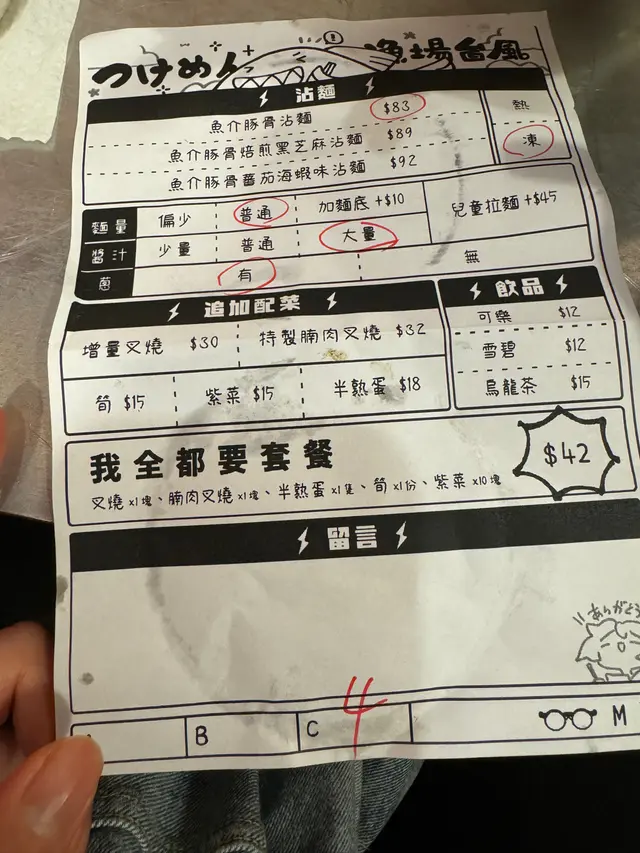 つけめん 漁場台風
沾麵
魚介豚骨沾麵 $83
熱
魚介豚骨焙煎黑芝麻沾麵 $89
凍
魚介豚骨蕃茄海蝦味沾麵 $92
麵量 偏少 普通 加麵底 +$10 兒童拉麵 +$45
醬汁 少量 普通 大量
蔥 有 無
追加配菜
增量叉燒 $30 特製腩肉叉燒 $32
筍 $15 紫菜 $15 半熟蛋 $18
飲品
可樂 $12
雪碧 $12
烏龍茶 $15
我全都要套餐
$42
叉燒 x1塊、腩肉叉燒 x1塊、半熟蛋 x1隻、筍 x1份、紫菜 x10塊
留言
ありがとう
B C 4 M